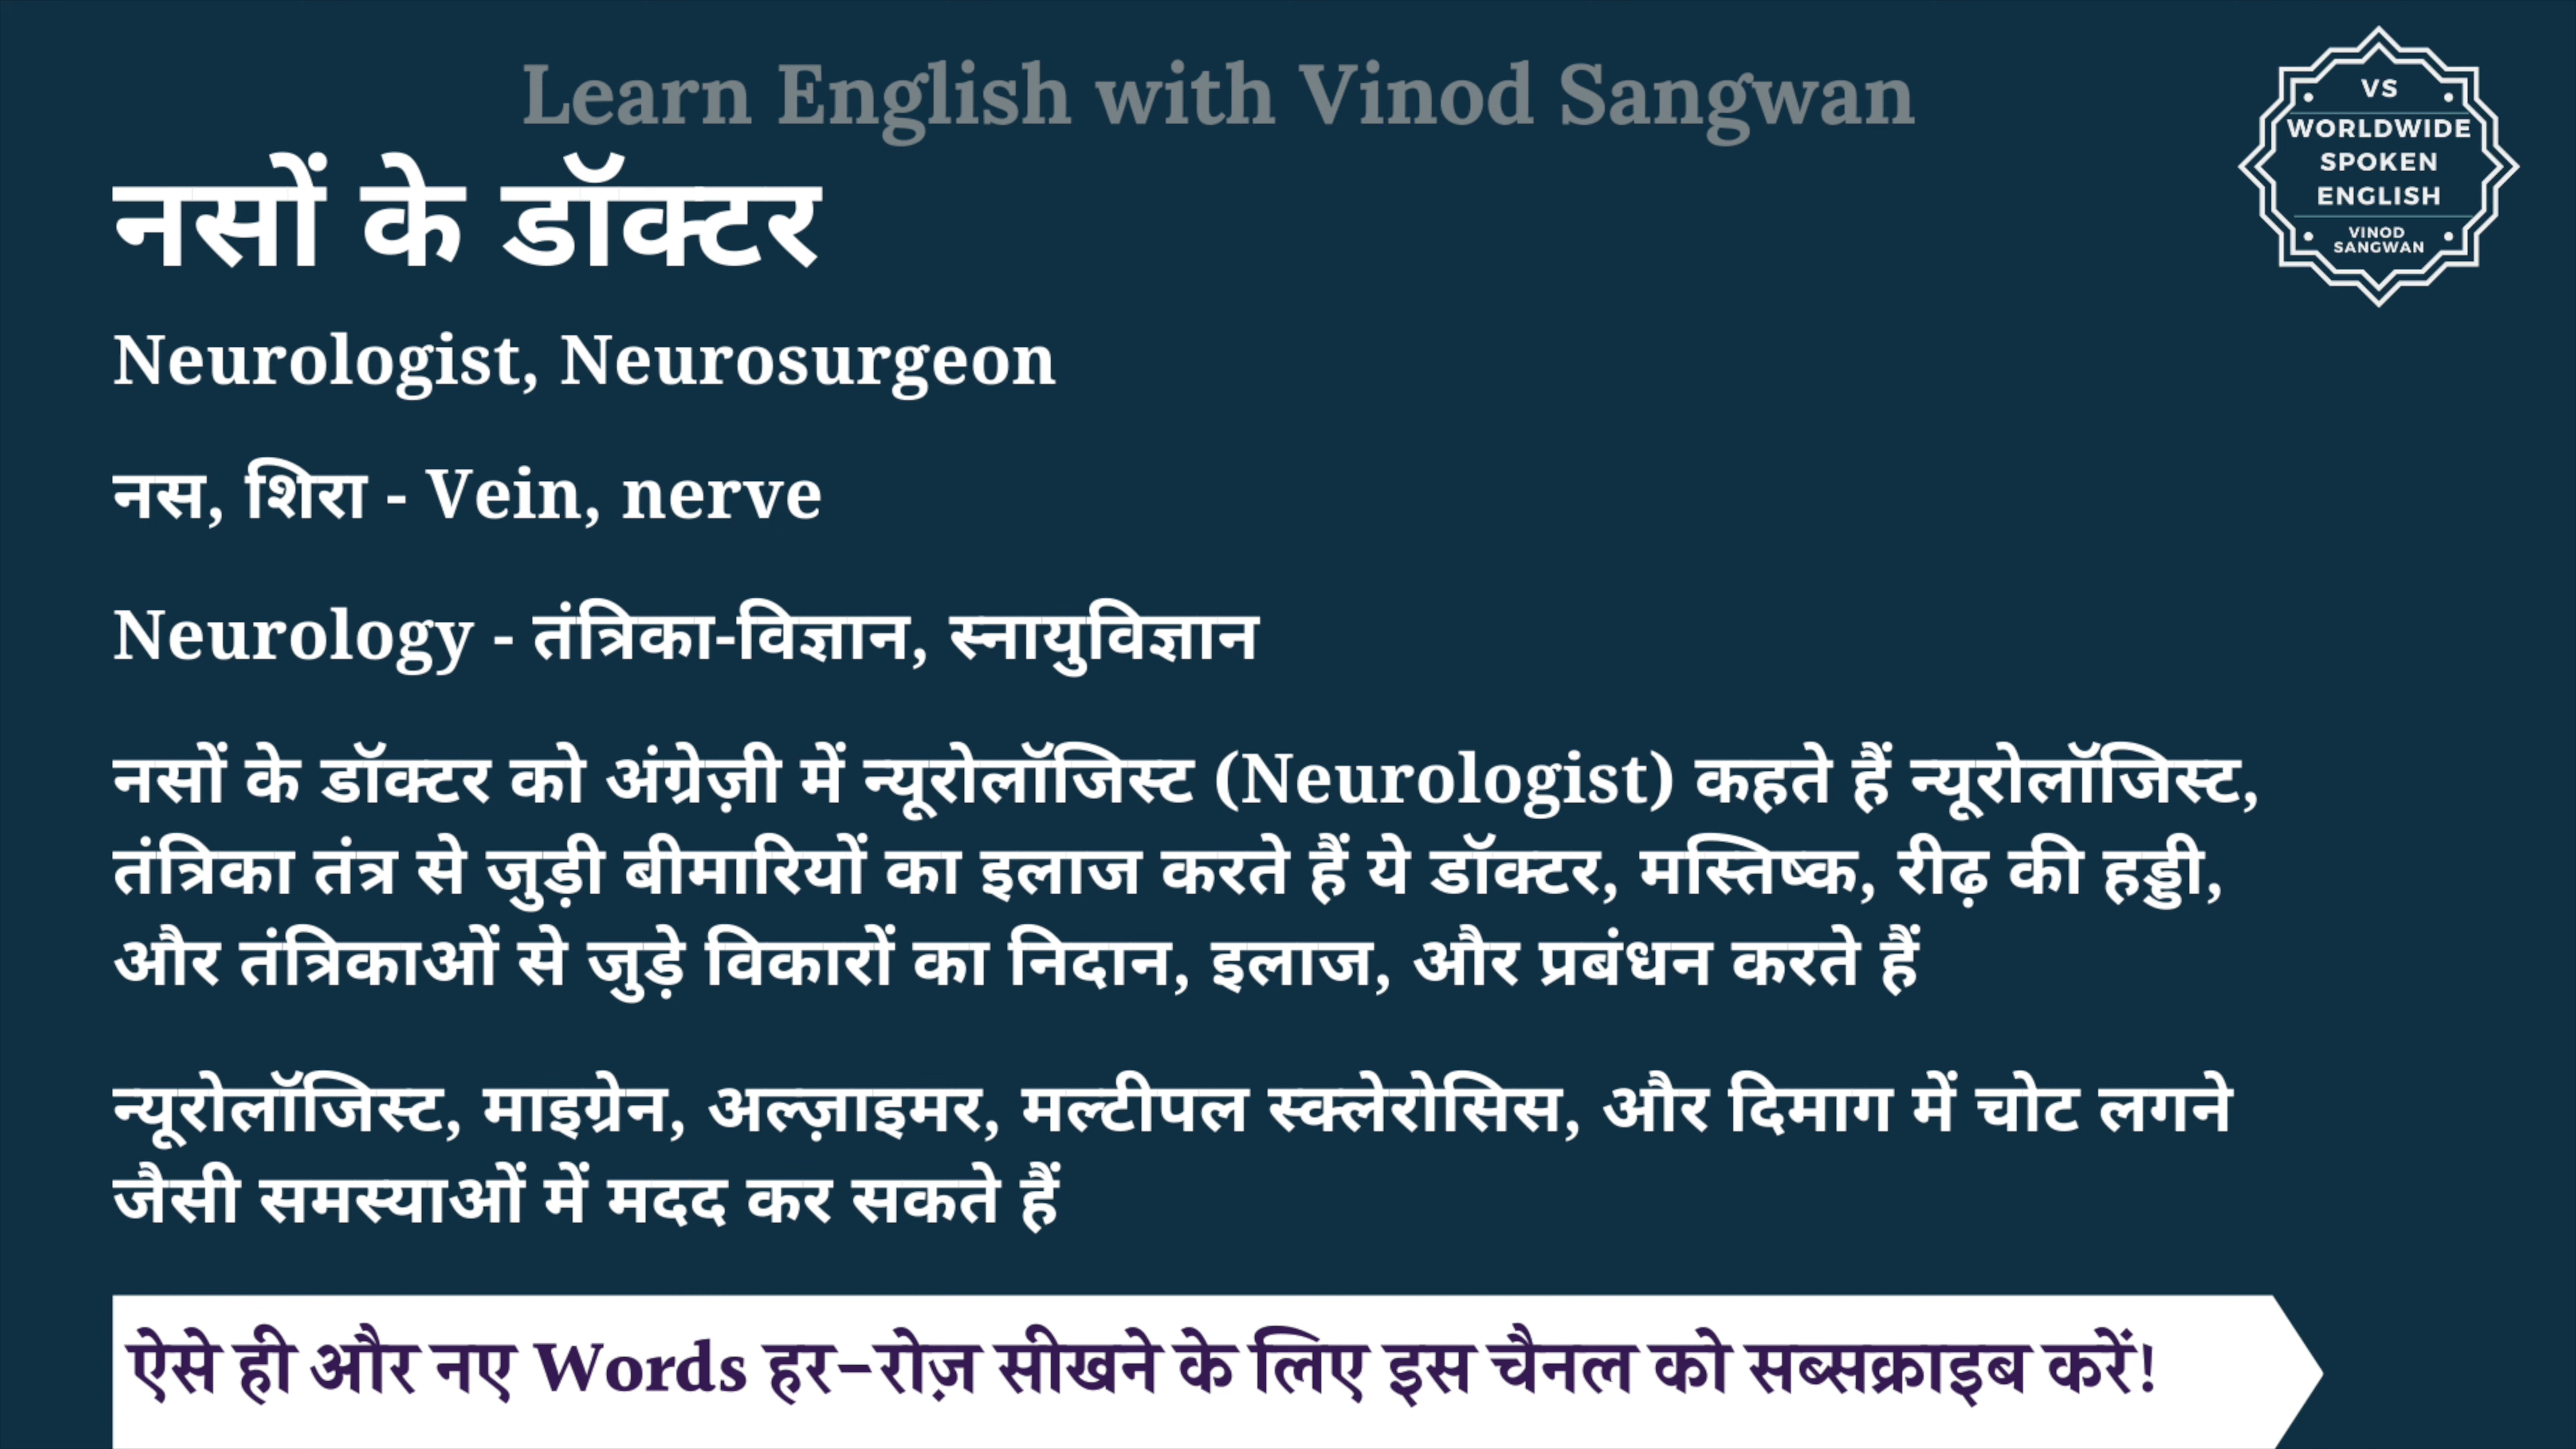 Learn English with Vinod Sangwan
VS
WORLDWIDE
SPOKEN
ENGLISH
VINOD
SANGWAN
नसों के डॉक्टर
Neurologist, Neurosurgeon
नस, शिरा - Vein, nerve
Neurology - तंत्रिका-विज्ञान, स्नायुविज्ञान
नसों के डॉक्टर को अंग्रेज़ी में न्यूरोलॉजिस्ट (Neurologist) कहते हैं न्यूरोलॉजिस्ट,
तंत्रिका तंत्र से जुड़ी बीमारियों का इलाज करते हैं ये डॉक्टर, मस्तिष्क, रीढ़ की हड्डी,
और तंत्रिकाओं से जुड़े विकारों का निदान, इलाज, और प्रबंधन करते हैं
न्यूरोलॉजिस्ट, माइग्रेन, अल्ज़ाइमर, मल्टीपल स्क्लेरोसिस, और दिमाग में चोट लगने
जैसी समस्याओं में मदद कर सकते हैं
ऐसे ही और नए Words हर-रोज़ सीखने के लिए इस चैनल को सब्सक्राइब करें!